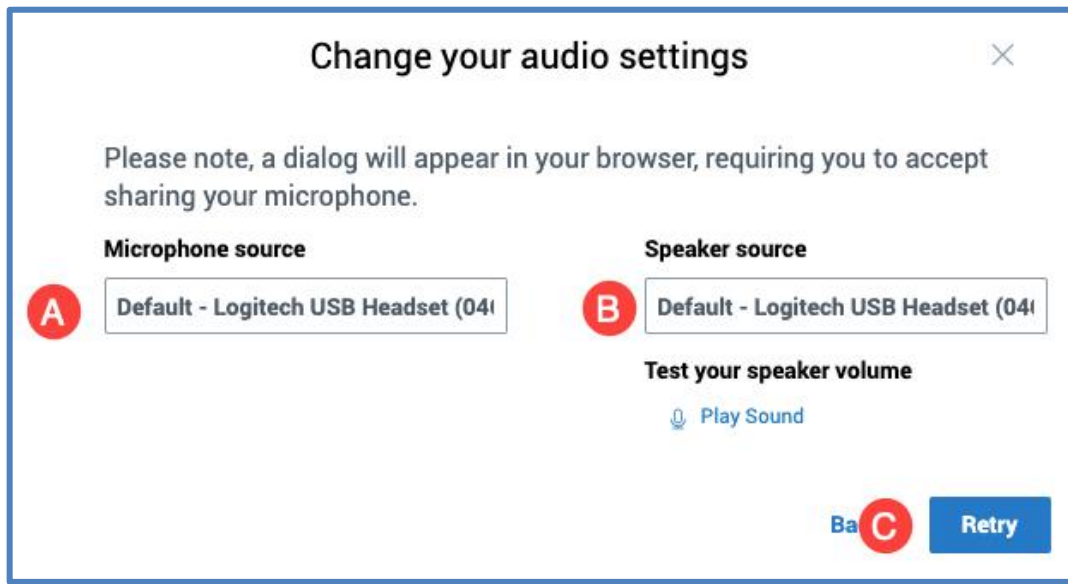 Change your audio settings
Please note, a dialog will appear in your browser, requiring you to accept
sharing your microphone.
Microphone source
Speaker source
A
Default - Logitech USB Headset (04
B
Default - Logitech USB Headset (04
Test your speaker volume
Play Sound
C
Retry